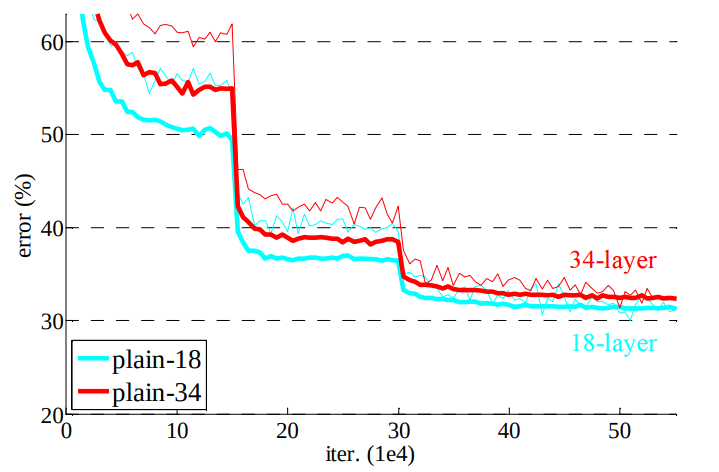 60
50
40
30
20
error (%)
34-layer
18-layer
plain-18
plain-34
0 10 20 30 40 50
iter. (1e4)